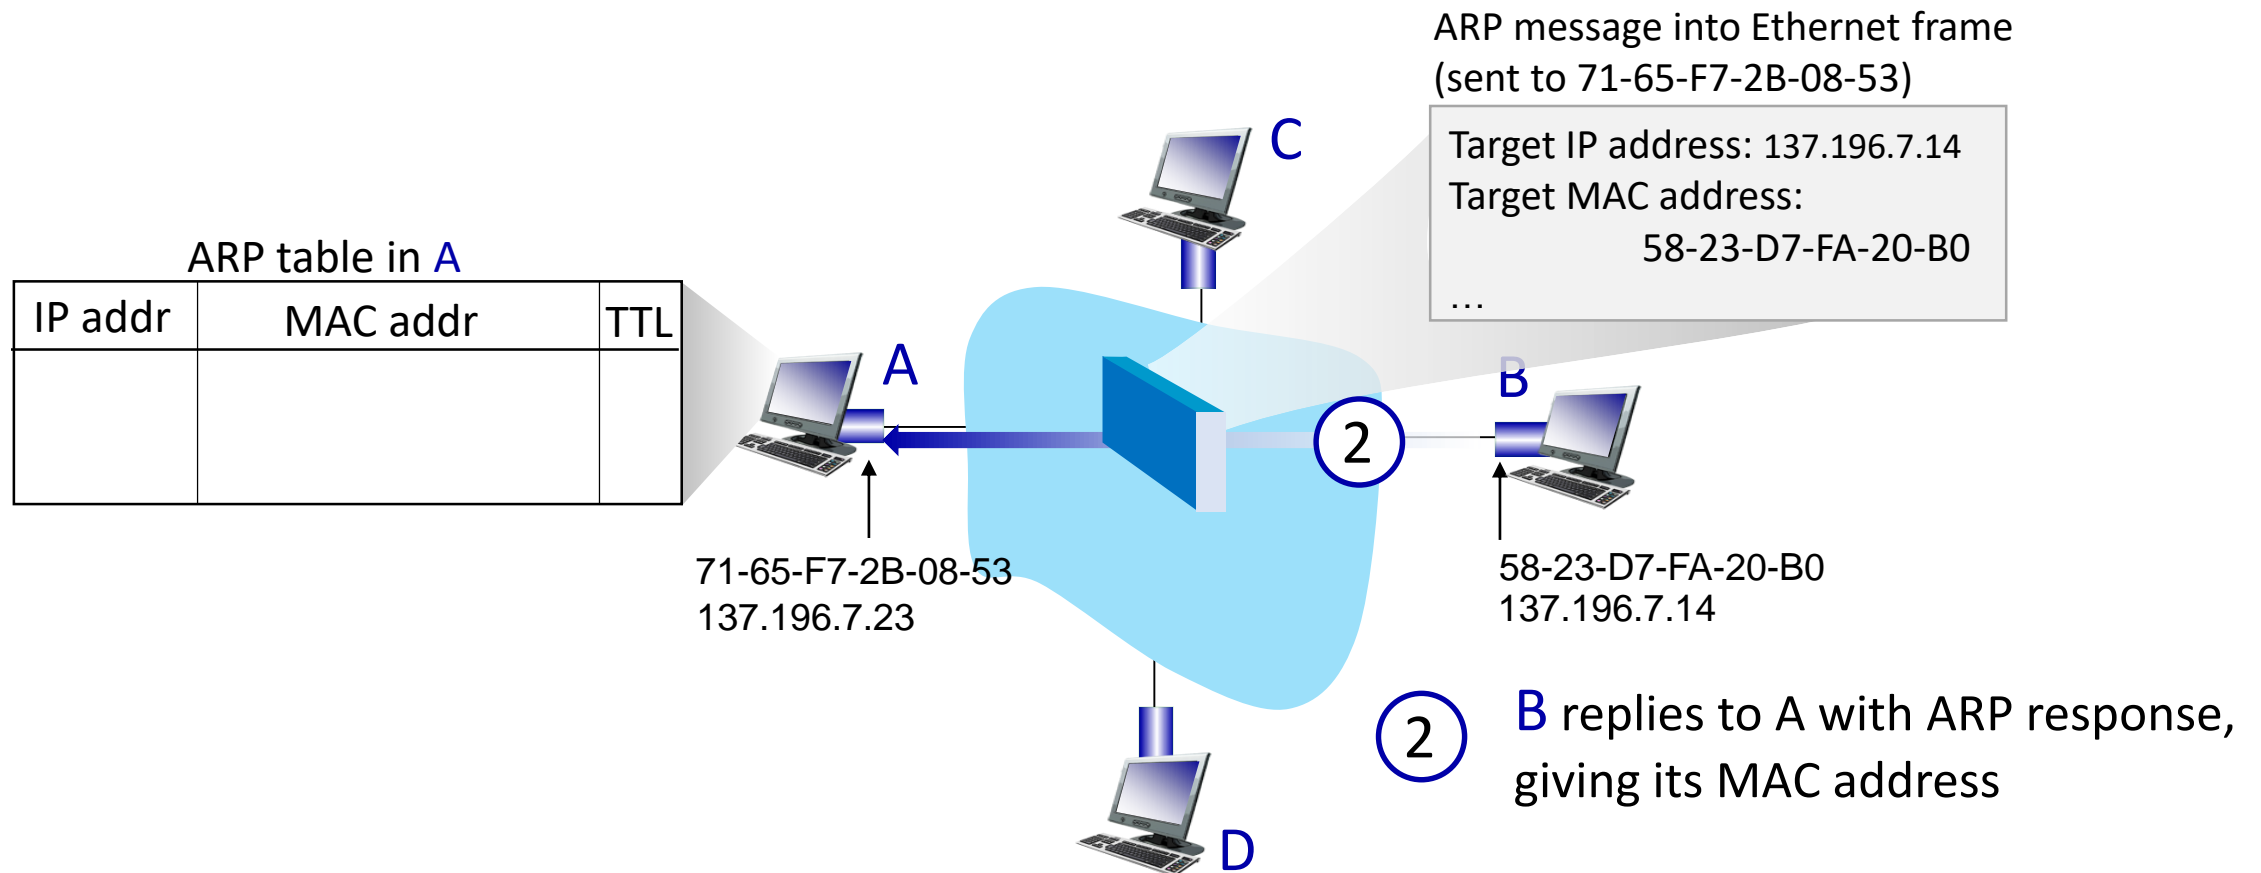 ARP message into Ethernet frame
(sent to 71-65-F7-2B-08-53)
Target IP address: 137.196.7.14
Target MAC address:
58-23-D7-FA-20-B0
...
C
ARP table in A
IP addr MAC addr TTL
A
B
2
71-65-F7-2B-08-53
137.196.7.23
58-23-D7-FA-20-B0
137.196.7.14
2
B replies to A with ARP response,
giving its MAC address
D